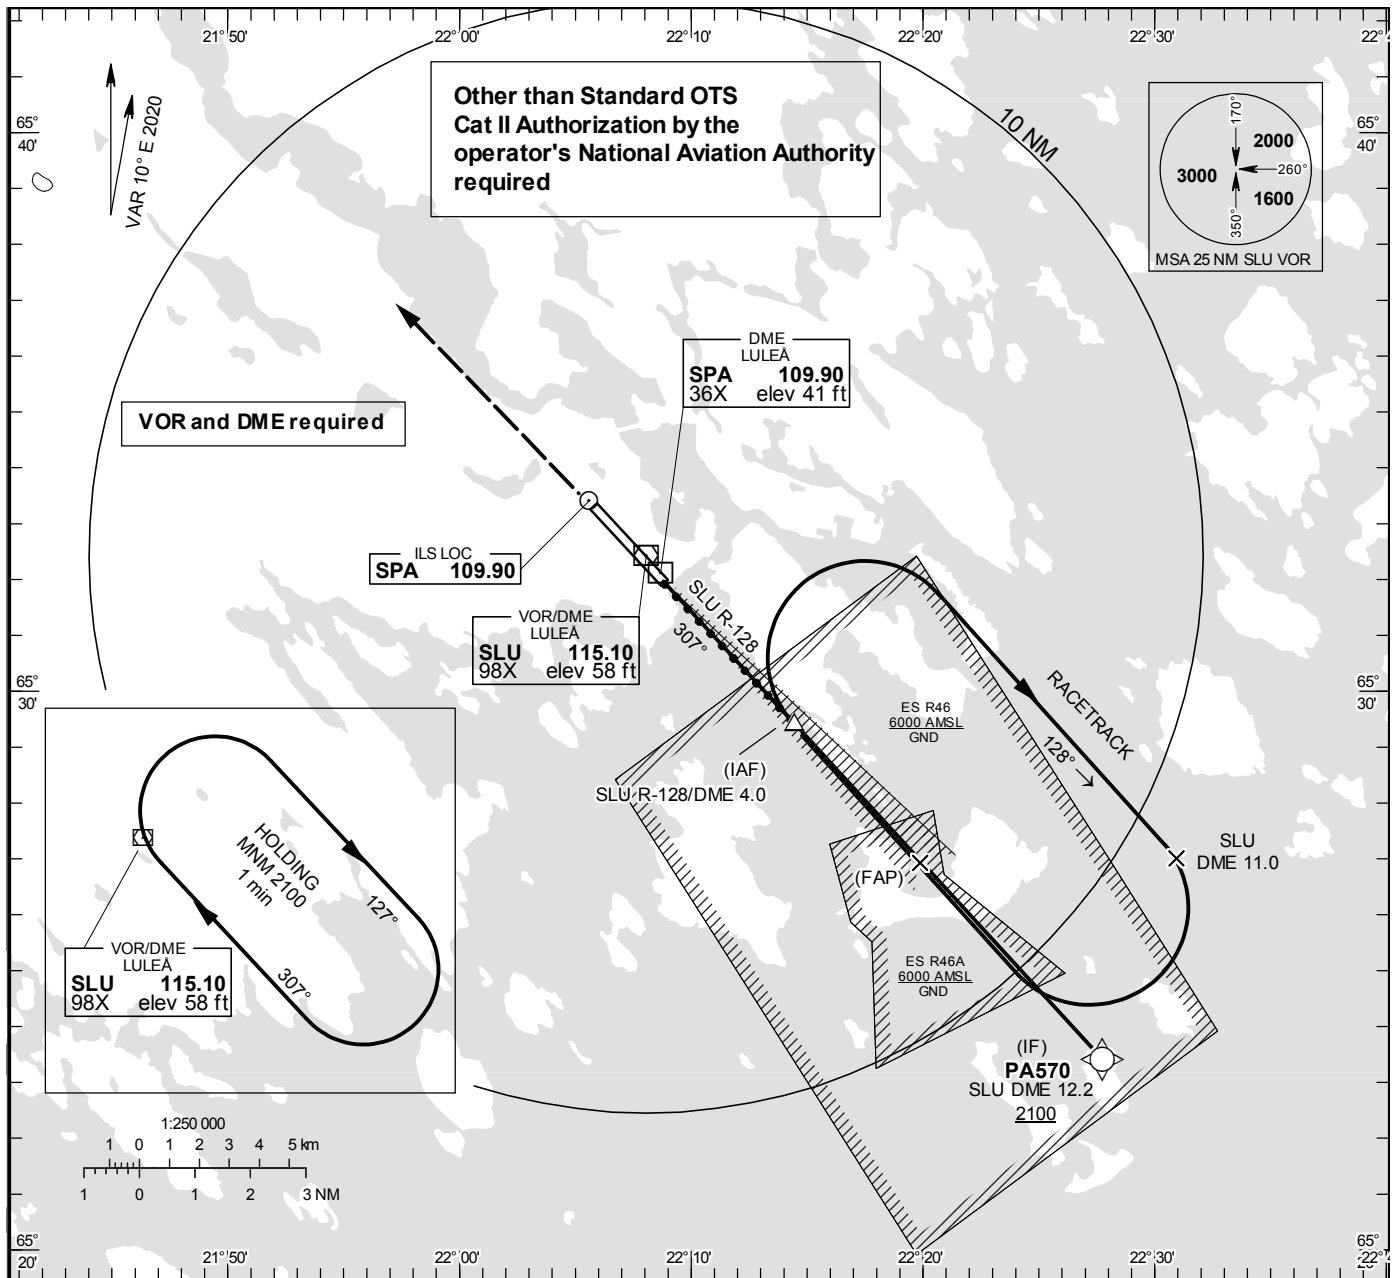 21° 50'
22° 00'
22° 10'
22° 20'
22° 30'
65°
40'
VAR 10° E 2020
Other than Standard OTS
Cat II Authorization by the
operator's National Aviation Authority
required
10 NM
170°
2000
260°
3000
1600
350°
MSA 25 NM SLU VOR
65°
40'
DME
LULEÅ
SPA 109.90
36X elev 41 ft
VOR and DME required
ILS LOC
SPA 109.90
VOR/DME
LULEÅ
SLU 115.10
98X elev 58 ft
SLU R-128
307°
RACETRACK
128°
ES R46
6000 AMSL
GND
65°
30'
65°
30'
(IAF)
SLU R-128/DME 4.0
SLU
DME 11.0
(FAP)
HOLDING
MNM 2100
1 min
127°
307°
VOR/DME
LULEÅ
SLU 115.10
98X elev 58 ft
ES R46A
6000 AMSL
GND
(IF)
PA570
SLU DME 12.2
2100
1:250 000
1 0 1 2 3 4 5 km
1 0 1 2 3 NM
65°
20'
21° 50'
22° 00'
22° 10'
22° 20'
22° 30'
65°